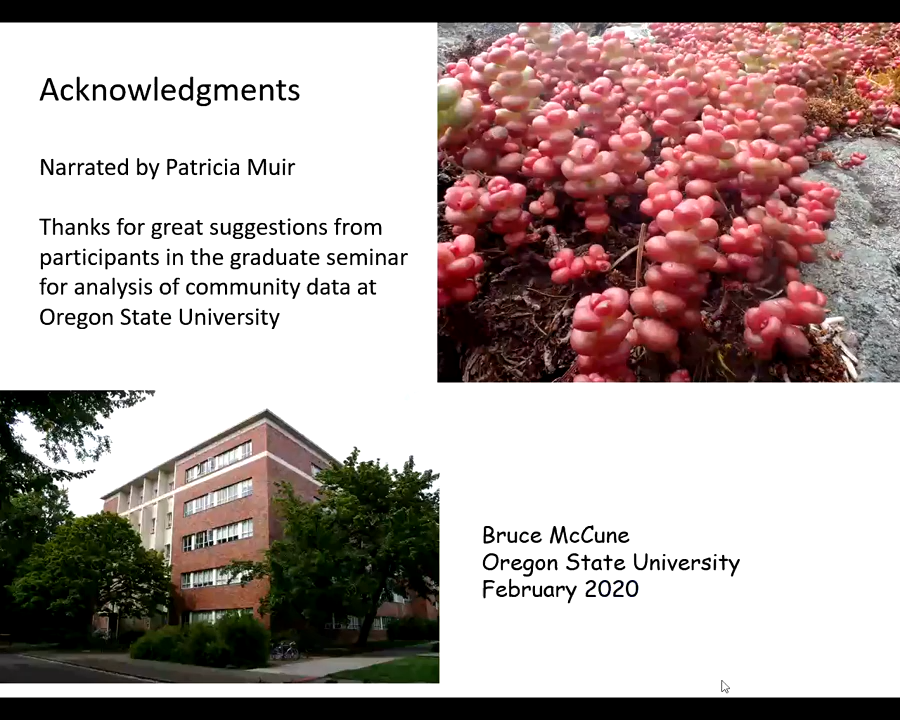 Acknowledgments
Narrated by Patricia Muir
Thanks for great suggestions from
participants in the graduate seminar
for analysis of community data at
Oregon State University
Bruce McCune
Oregon State University
February 2020